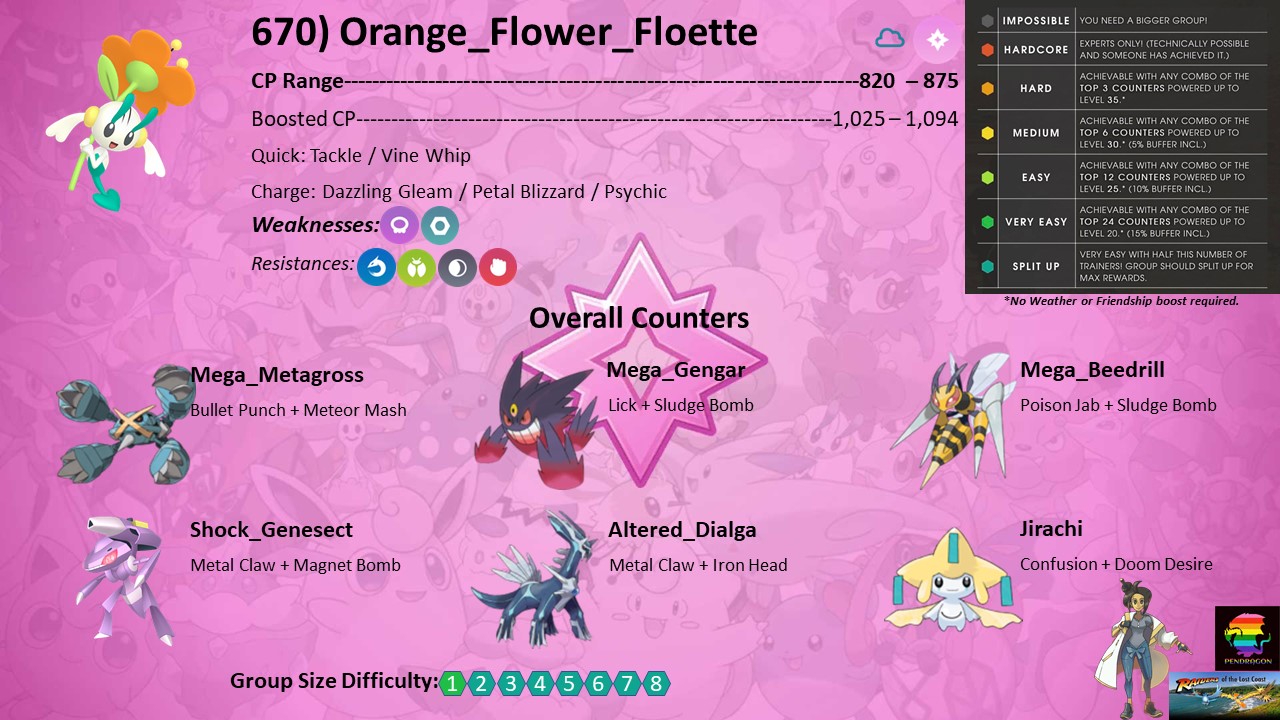 670) Orange_Flower_Floette
CP Range------------------------------------------------------------------------820 – 875
Boosted CP--------------------------------------------------------------------1,025 – 1,094
Quick: Tackle / Vine Whip
Charge: Dazzling Gleam / Petal Blizzard / Psychic
Weaknesses:
Resistances:
IMPOSSIBLE YOU NEED A BIGGER GROUP!
HARDCORE EXPERTS ONLY! (TECHNICALLY POSSIBLE
AND SOMEONE HAS ACHIEVED IT.)
HARD ACHIEVABLE WITH ANY COMBO OF THE
TOP 3 COUNTERS POWERED UP TO
LEVEL 35.*
MEDIUM ACHIEVABLE WITH ANY COMBO OF THE
TOP 6 COUNTERS POWERED UP TO
LEVEL 30.* (5% BUFFER INCL.)
EASY ACHIEVABLE WITH ANY COMBO OF THE
TOP 12 COUNTERS POWERED UP TO
LEVEL 25.* (10% BUFFER INCL.)
VERY EASY ACHIEVABLE WITH ANY COMBO OF THE
TOP 24 COUNTERS POWERED UP TO
LEVEL 20.* (15% BUFFER INCL.)
SPLIT UP VERY EASY WITH HALF THIS NUMBER OF
TRAINERS! GROUP SHOULD SPLIT UP FOR
MAX REWARDS.
*No Weather or Friendship boost required.
Overall Counters
Mega_Metagross
Bullet Punch + Meteor Mash
Mega_Gengar
Lick + Sludge Bomb
Mega_Beedrill
Poison Jab + Sludge Bomb
Shock_Genesect
Metal Claw + Magnet Bomb
Altered_Dialga
Metal Claw + Iron Head
Jirachi
Confusion + Doom Desire
Group Size Difficulty: 1 2 3 4 5 6 7 8
PENDRAGON
RAIDERS of the Lost Coast